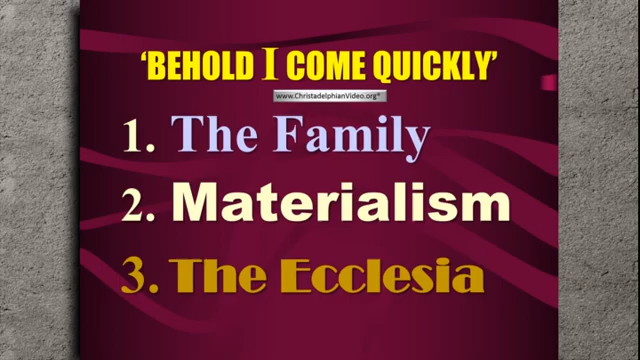 ‘BEHOLD I COME QUICKLY’
www.ChristadelphianVideo.org®
1. The Family
2. Materialism
3. The Ecclesia